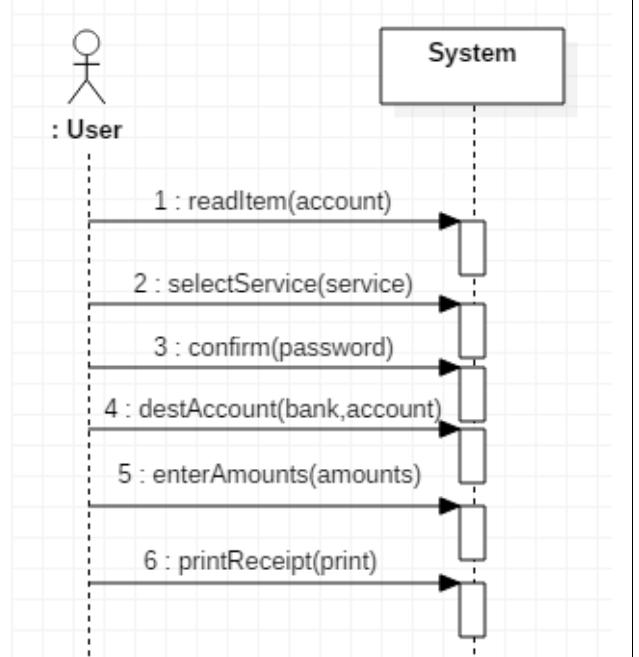 System
: User
1 : readItem(account)
2 : selectService(service)
3 : confirm(password)
4 : destAccount(bank,account)
5 : enterAmounts(amounts)
6 : printReceipt(print)